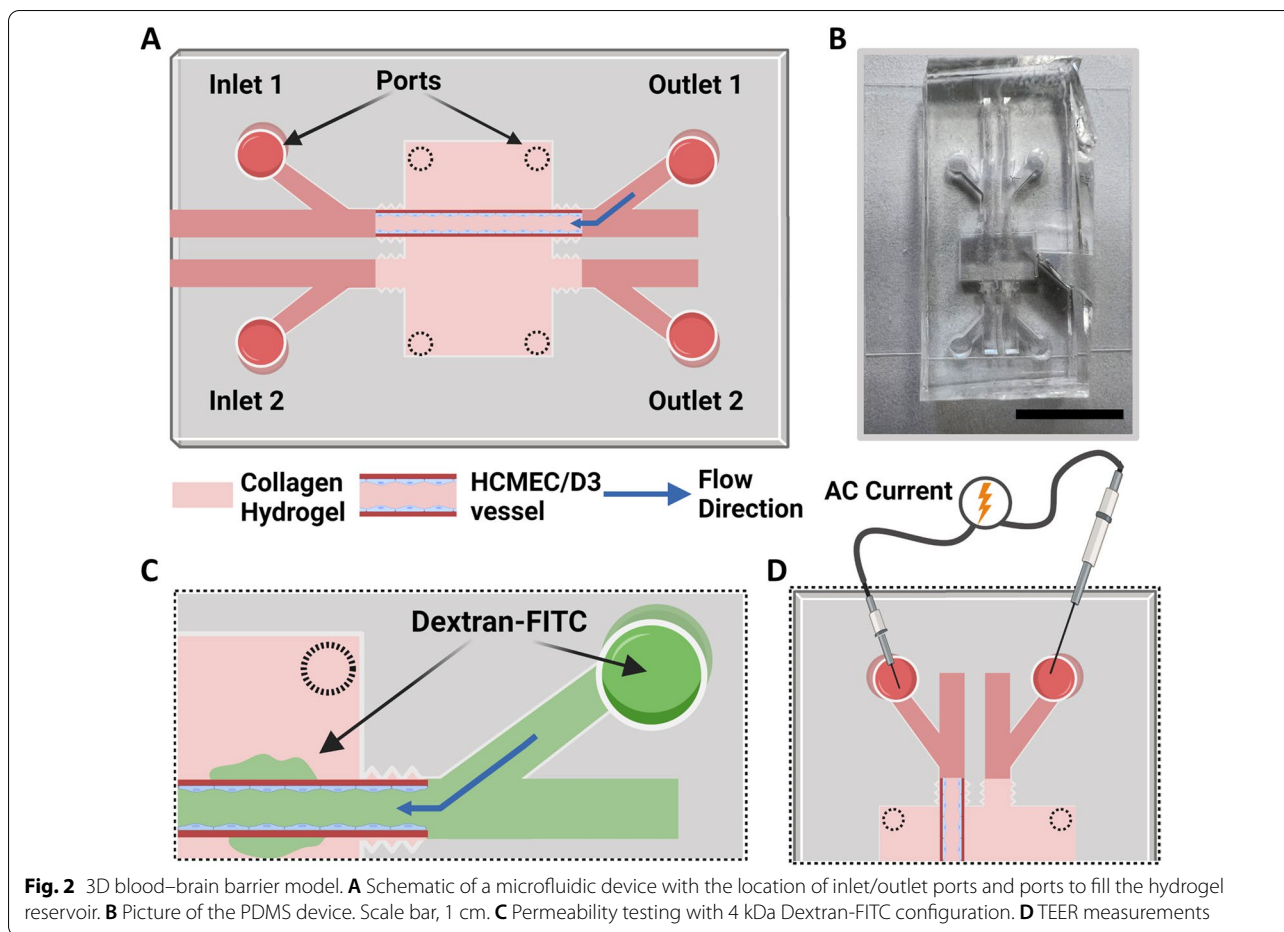 A
B
Inlet 1
Ports
Outlet 1
Inlet 2
Outlet 2
Collagen
Hydrogel
HCMEC/D3
vessel
Flow
Direction
AC Current
C
D
Dextran-FITC
Fig. 2 3D blood–brain barrier model. A Schematic of a microfluidic device with the location of inlet/outlet ports and ports to fill the hydrogel
reservoir. B Picture of the PDMS device. Scale bar, 1 cm. C Permeability testing with 4 kDa Dextran-FITC configuration. D TEER measurements